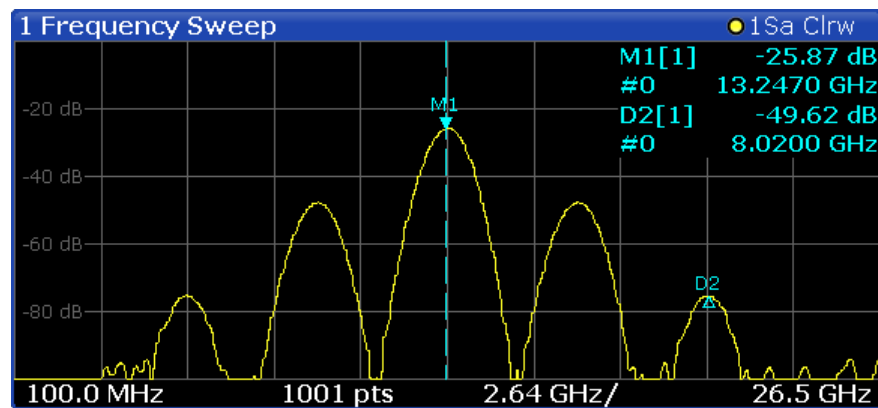 1 Frequency Sweep 1Sa Clrw
M1[1] -25.87 dB
#0 13.2470 GHz
D2[1] -49.62 dB
#0 8.0200 GHz
M1
-20 dB
-40 dB
-60 dB
D2
-80 dB
100.0 MHz 1001 pts 2.64 GHz/ 26.5 GHz